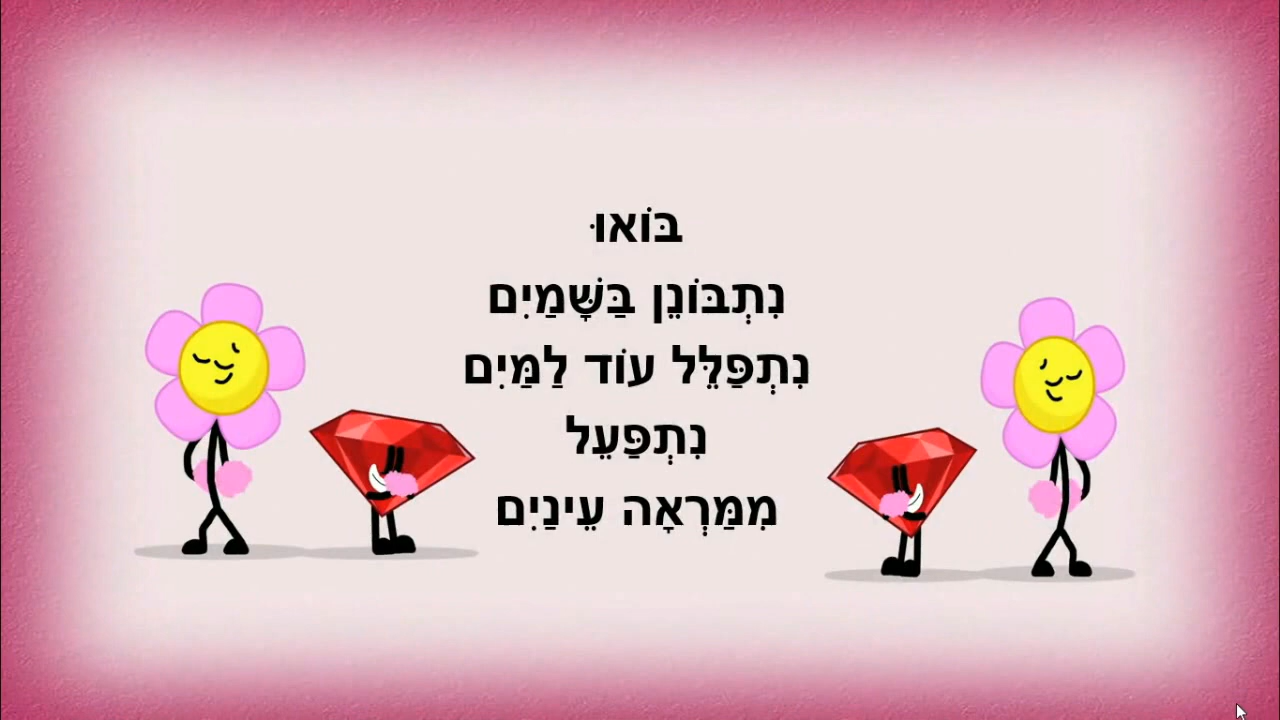 בּוֹאוּ
נִתְבּוֹנֵן בַּשָּׁמַיִם
נִתְפַּלֵּל עוֹד לַמַּיִם
נִתְפַּעֵל
מִמַּרְאָה עֵינַיִם